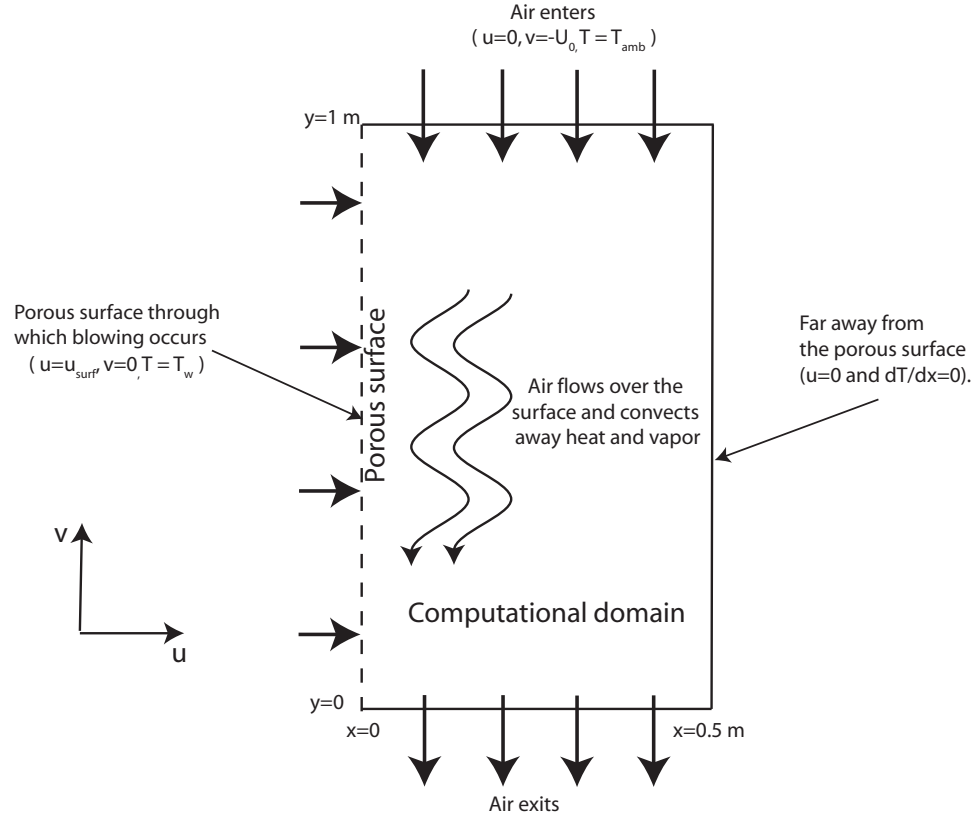 Air enters
( u=0, v=-U₀, T = Tamb )
y=1 m
Porous surface through
which blowing occurs
( u=usurf, v=0, T = Tw )
Porous surface
Air flows over the
surface and convects
away heat and vapor
Far away from
the porous surface
(u=0 and dT/dx=0).
v
u
Computational domain
y=0
x=0
x=0.5 m
Air exits